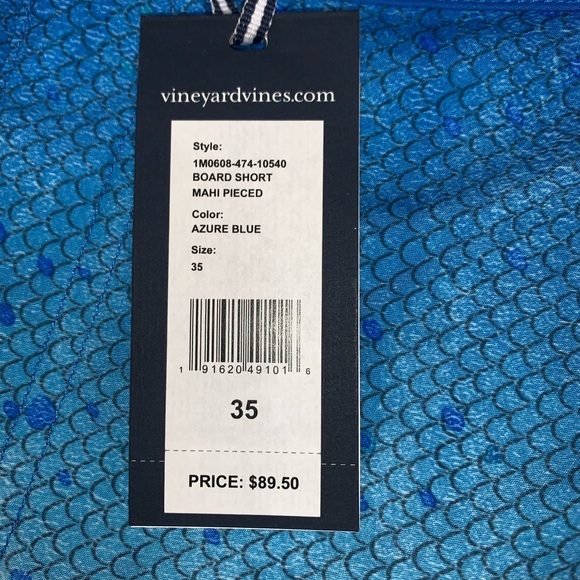 vineyardvines.com
Style:
1M0608-474-10540
BOARD SHORT
MAHI PIECED
Color:
AZURE BLUE
Size:
35
1 91620 49101 6
35
PRICE: $89.50